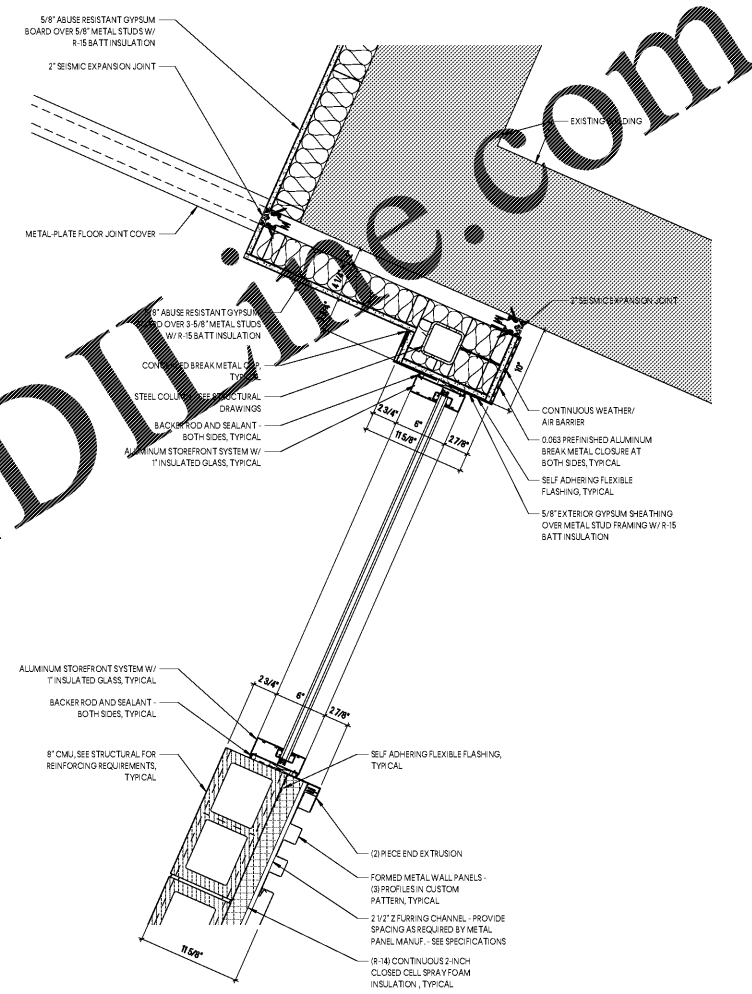 5/8" ABUSE RESISTANT GYPSUM
BOARD OVER 5/8" METAL STUDS W/
R-15 BATT INSULATION
2" SEISMIC EXPANSION JOINT
EXISTING BUILDING
METAL-PLATE FLOOR JOINT COVER
DILine.com
2" SEISMIC EXPANSION JOINT
5/8" ABUSE RESISTANT GYPSUM
OVER 3-5/8" METAL STUDS
W/ R-15 BATT INSULATION
BREAK METAL CAP,
TYPICAL
STEEL COLUMN, SEE STRUCTURAL
DRAWINGS
BACKER ROD AND SEALANT -
BOTH SIDES, TYPICAL
ALUMINUM STOREFRONT SYSTEM W/
1" INSULATED GLASS, TYPICAL
10"
2 3/4"
6"
2 7/8"
11 5/8"
CONTINUOUS WEATHER/
AIR BARRIER
0.063 PREFINISHED ALUMINUM
BREAK METAL CLOSURE AT
BOTH SIDES, TYPICAL
SELF ADHERING FLEXIBLE
FLASHING, TYPICAL
5/8" EXTERIOR GYPSUM SHEATHING
OVER METAL STUD FRAMING W/ R-15
BATT INSULATION
ALUMINUM STOREFRONT SYSTEM W/
1" INSULATED GLASS, TYPICAL
BACKER ROD AND SEALANT -
BOTH SIDES, TYPICAL
8" CMU, SEE STRUCTURAL FOR
REINFORCING REQUIREMENTS,
TYPICAL
2 3/4"
6"
2 7/8"
SELF ADHERING FLEXIBLE FLASHING,
TYPICAL
(2) PIECE END EXTRUSION
FORMED METAL WALL PANELS -
(3) PROFILES IN CUSTOM
PATTERN, TYPICAL
2 1/2" Z FURRING CHANNEL - PROVIDE
SPACING AS REQUIRED BY METAL
PANEL MANUF. - SEE SPECIFICATIONS
(R-14) CONTINUOUS 2-INCH
CLOSED CELL SPRAY FOAM
INSULATION , TYPICAL
11 5/8"